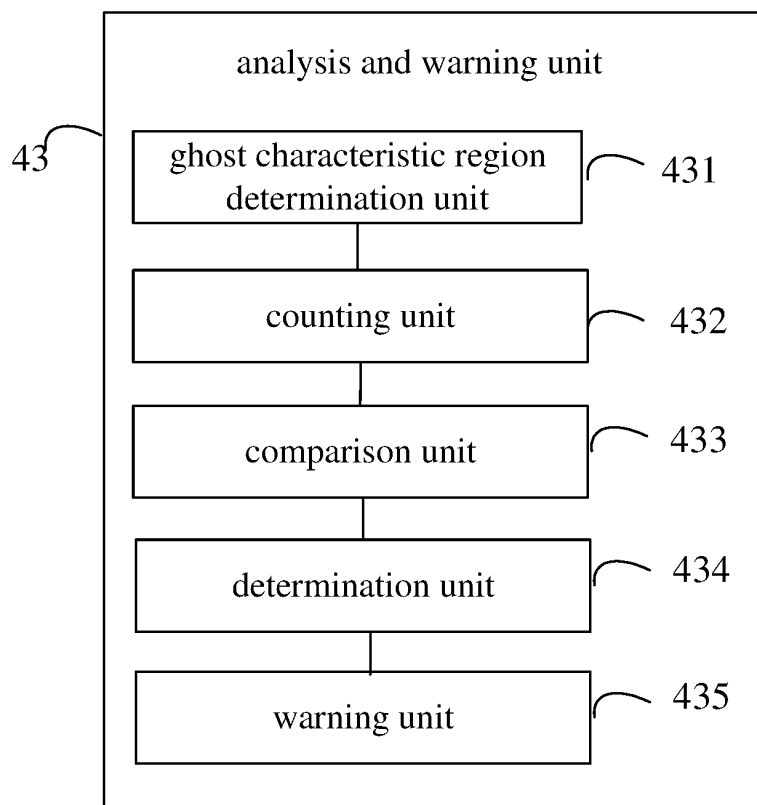 analysis and warning unit
43
ghost characteristic region
determination unit
431
counting unit
432
comparison unit
433
determination unit
434
warning unit
435